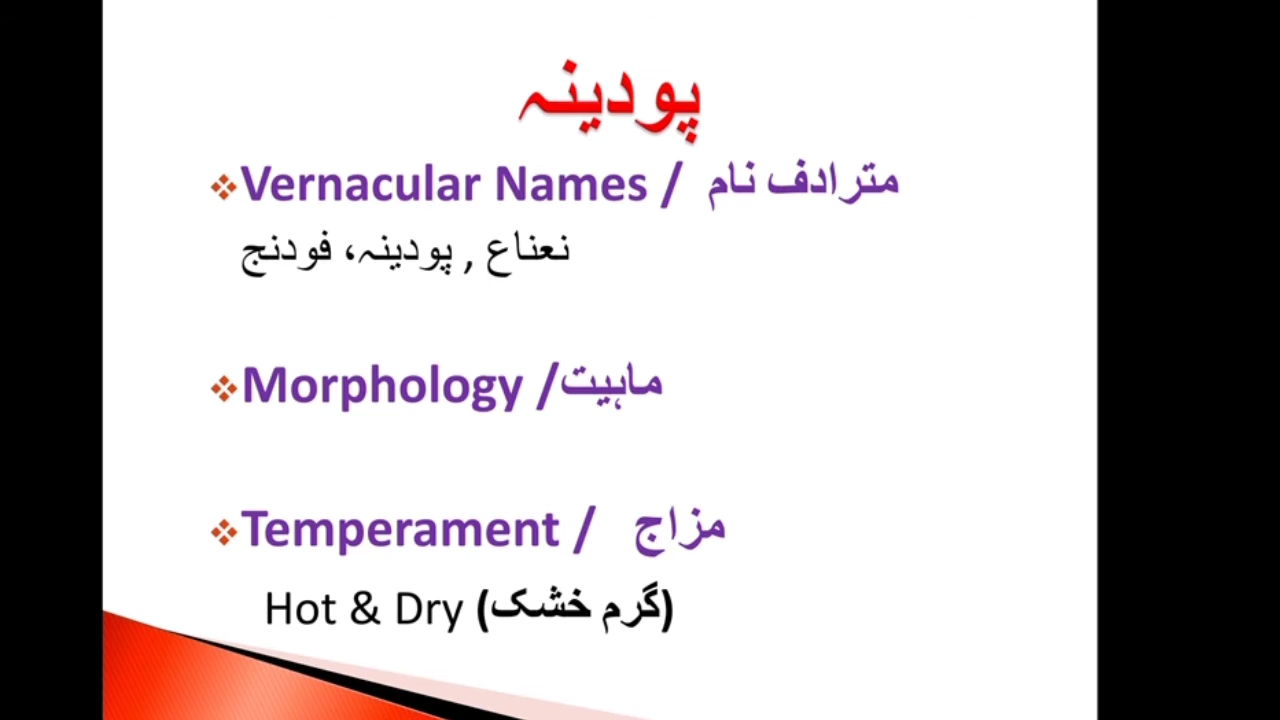 پودینہ
Vernacular Names / مترادف نام
نعناع , پودینہ، فودنج
Morphology /ماہیت
Temperament / مزاج
Hot & Dry (گرم خشک)